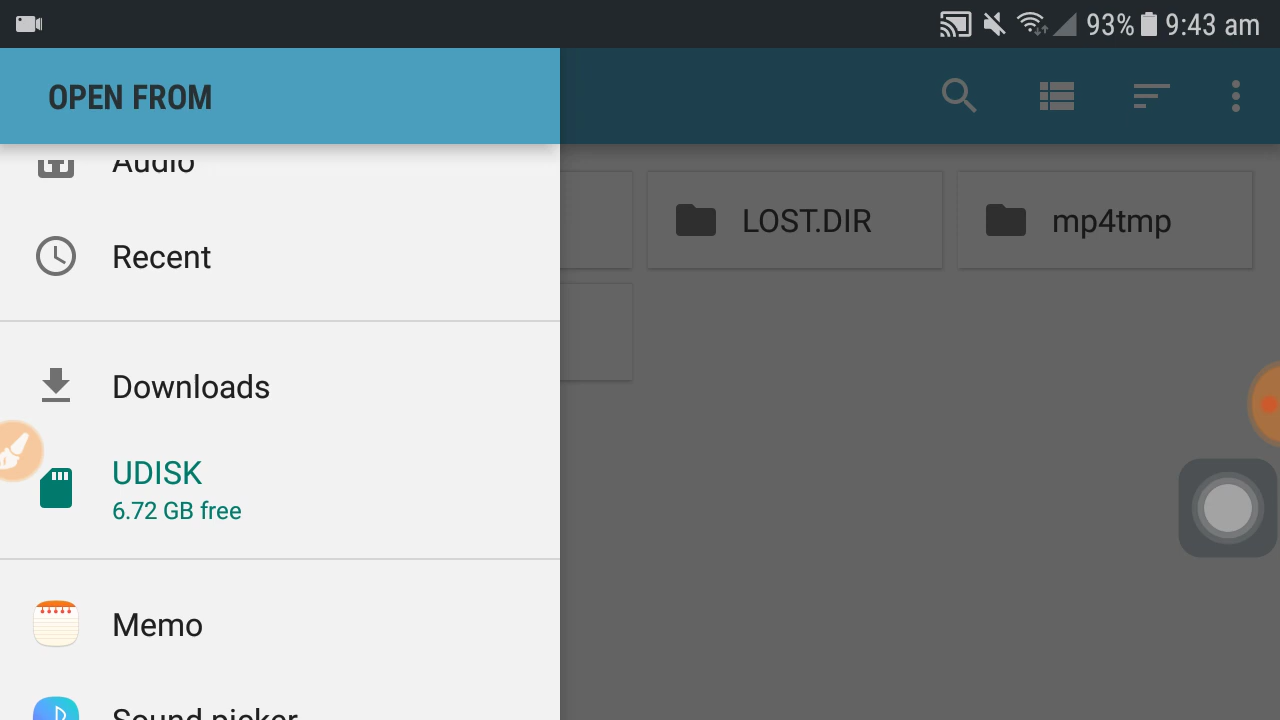 93% 9:43 am
OPEN FROM
Audio
Recent
LOST.DIR
mp4tmp
Downloads
UDISK
6.72 GB free
Memo
Sound picker